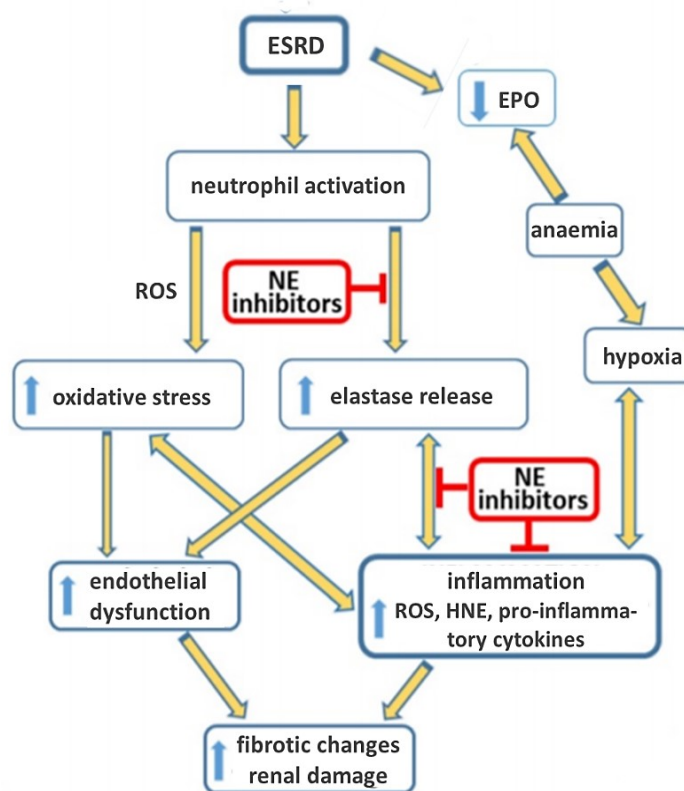 ESRD
EPO
neutrophil activation
anaemia
ROS
NE
inhibitors
hypoxia
oxidative stress
elastase release
NE
inhibitors
endothelial
dysfunction
inflammation
ROS, HNE, pro-inflamma-
tory cytokines
fibrotic changes
renal damage